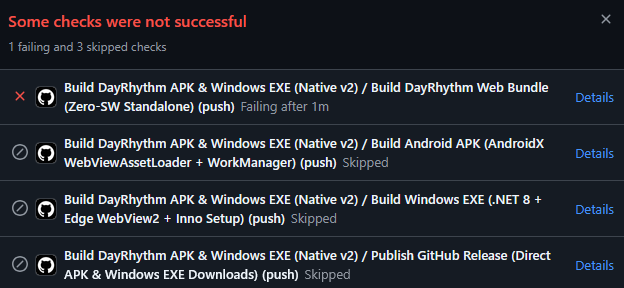 Some checks were not successful
1 failing and 3 skipped checks
Build DayRhythm APK & Windows EXE (Native v2) / Build DayRhythm Web Bundle
(Zero-SW Standalone) (push) Failing after 1m
Details
Build DayRhythm APK & Windows EXE (Native v2) / Build Android APK (AndroidX
WebViewAssetLoader + WorkManager) (push) Skipped
Details
Build DayRhythm APK & Windows EXE (Native v2) / Build Windows EXE (.NET 8 +
Edge WebView2 + Inno Setup) (push) Skipped
Details
Build DayRhythm APK & Windows EXE (Native v2) / Publish GitHub Release (Direct
APK & Windows EXE Downloads) (push) Skipped
Details